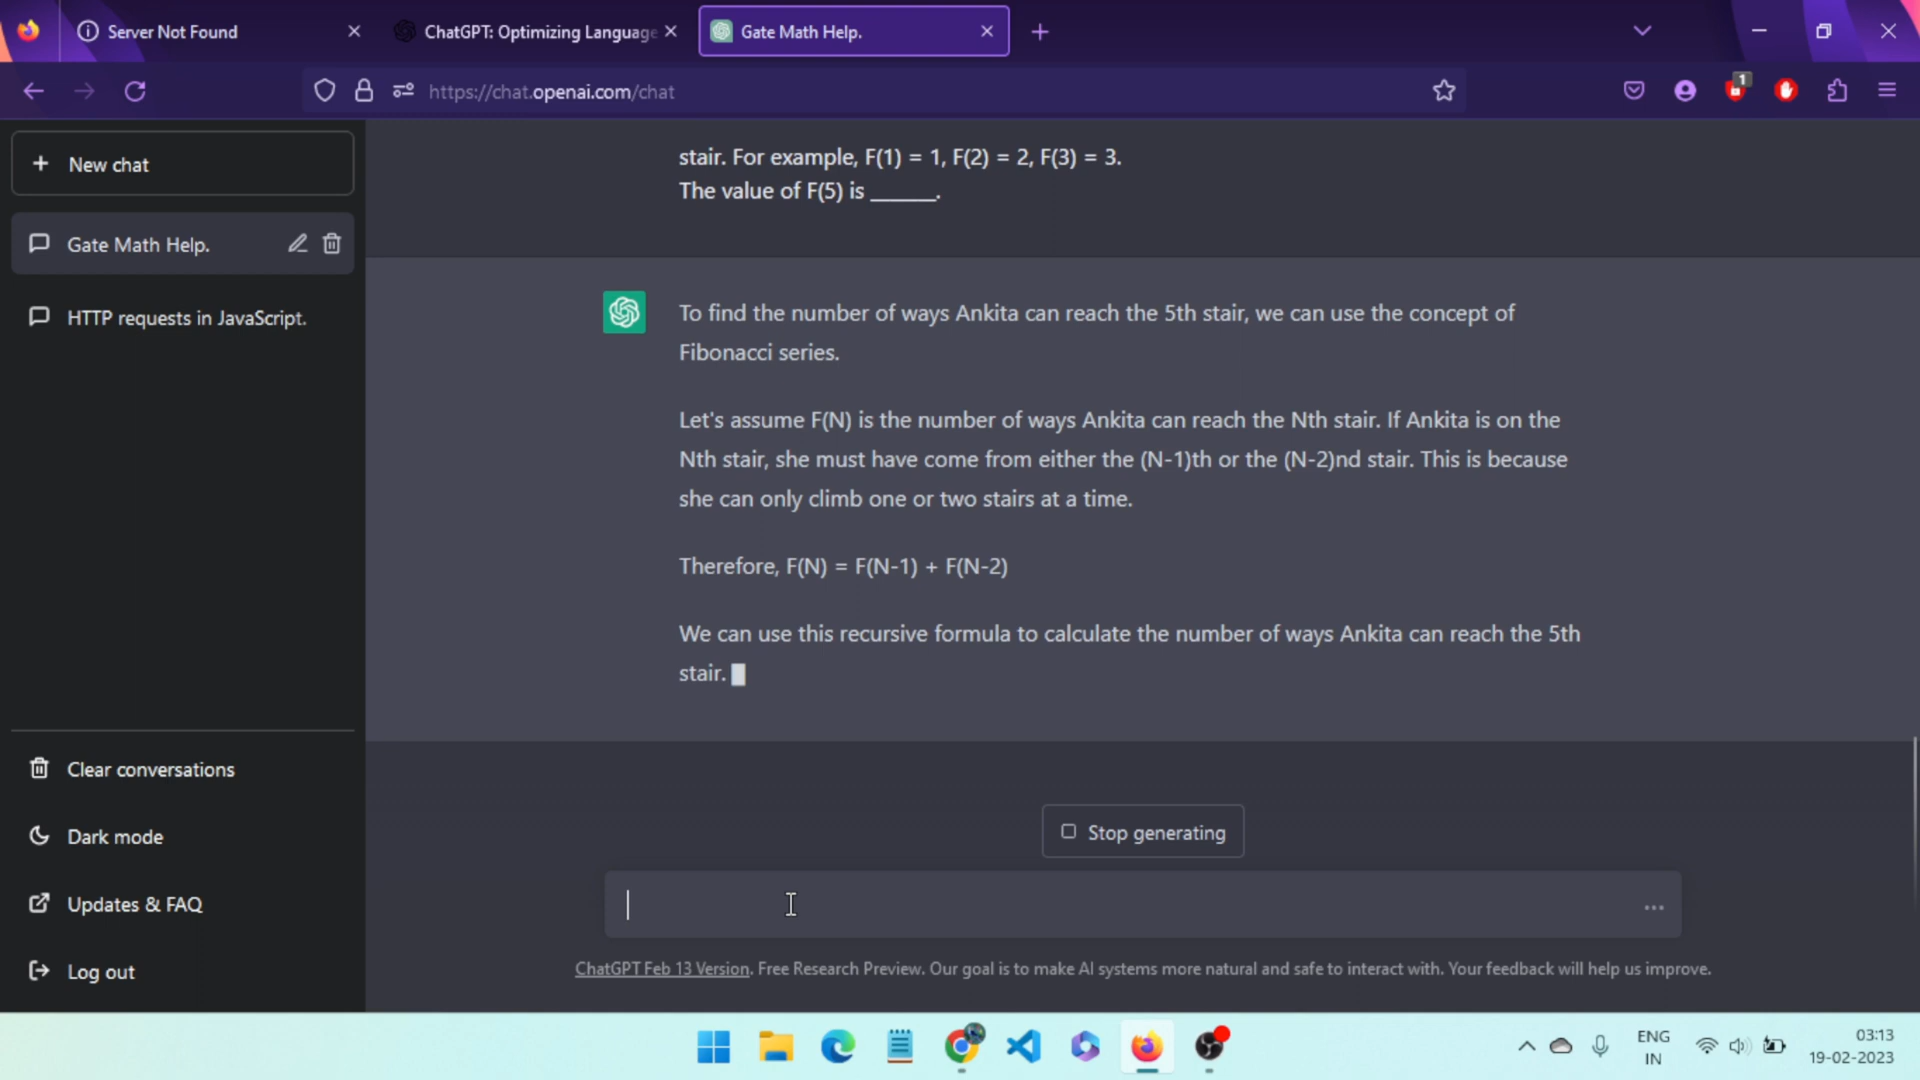 Server Not Found
ChatGPT: Optimizing Language
Gate Math Help.
https://chat.openai.com/chat
1
New chat
Gate Math Help.
HTTP requests in JavaScript.
Clear conversations
Dark mode
Updates & FAQ
Log out
stair. For example, F(1) = 1, F(2) = 2, F(3) = 3.
The value of F(5) is ______.
To find the number of ways Ankita can reach the 5th stair, we can use the concept of
Fibonacci series.
Let's assume F(N) is the number of ways Ankita can reach the Nth stair. If Ankita is on the
Nth stair, she must have come from either the (N-1)th or the (N-2)nd stair. This is because
she can only climb one or two stairs at a time.
Therefore, F(N) = F(N-1) + F(N-2)
We can use this recursive formula to calculate the number of ways Ankita can reach the 5th
stair.
Stop generating
ChatGPT Feb 13 Version. Free Research Preview. Our goal is to make AI systems more natural and safe to interact with. Your feedback will help us improve.
ENG
IN
03:13
19-02-2023